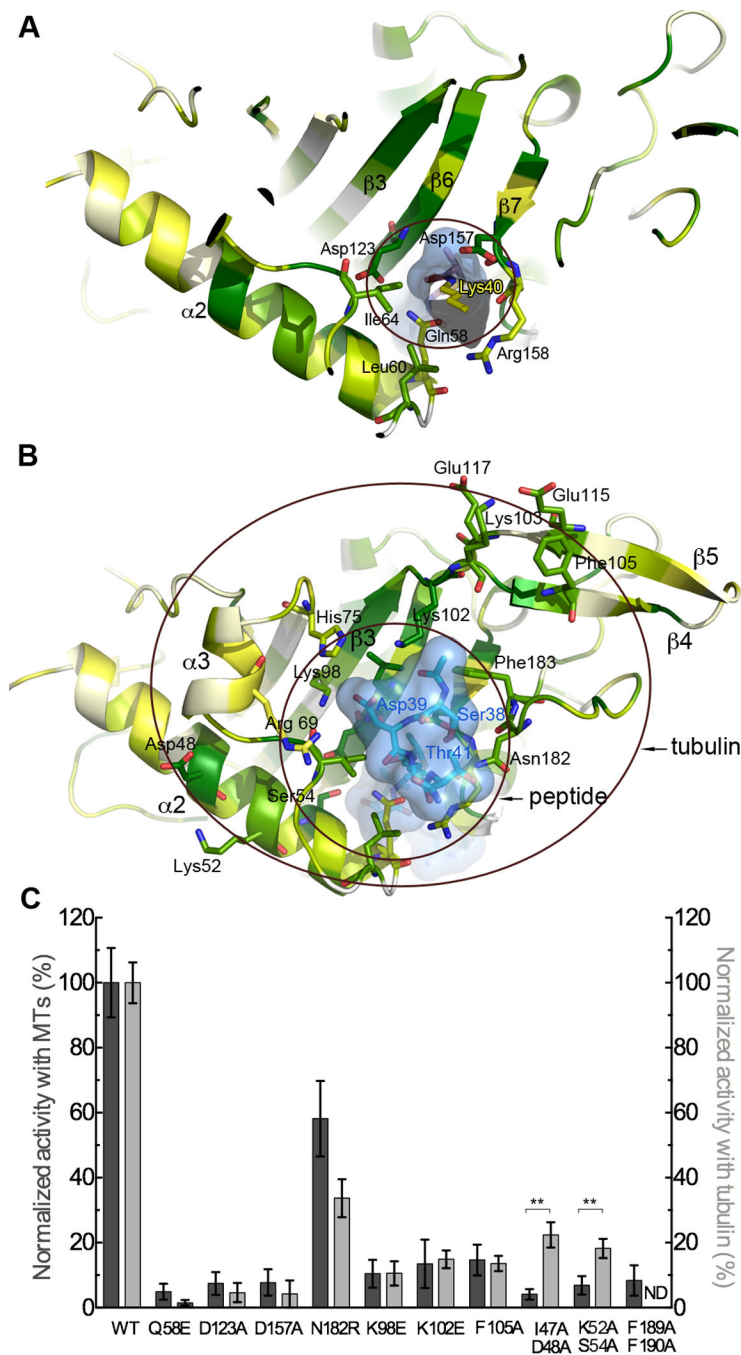 A
β3
β6
β7
Asp123
Asp157
Lys40
α2
Ile64
Gln58
Arg158
Leu60
B
Glu117
Glu115
Lys103
Phe105
β5
His75
Lys102
β4
β3
α3
Lys98
Phe183
Asp39
Ser38
Arg 69
tubulin
Asp48
Thr41
Asn182
Ser54
α2
peptide
Lys52
C
Normalized activity with MTs (%)
120
100
80
60
40
20
0
120
100
80
60
40
20
0
Normalized activity with tubulin (%)
**
**
ND
WT
Q58E
D123A
D157A
N182R
K98E
K102E
F105A
I47A
D48A
K52A
S54A
F189A
F190A